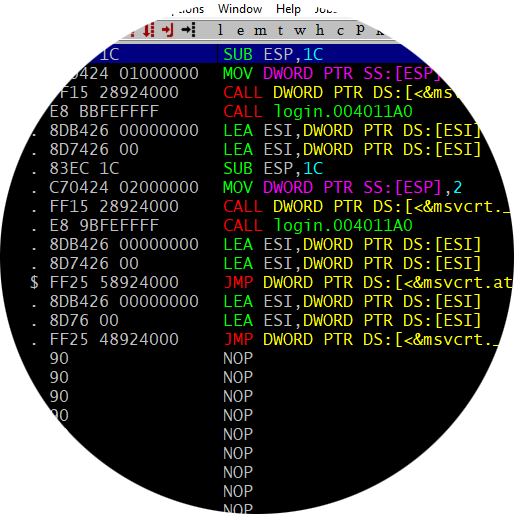 Window Help
l e m t w h c p
1C SUB ESP,1C
0424 01000000 MOV DWORD PTR SS:[ESP]
F15 28924000 CALL DWORD PTR DS:[<&msv
E8 BBFEFFFF CALL login.004011A0
. 8DB426 00000000 LEA ESI,DWORD PTR DS:[ESI]
. 8D7426 00 LEA ESI,DWORD PTR DS:[ESI]
. 83EC 1C SUB ESP,1C
. C70424 02000000 MOV DWORD PTR SS:[ESP],2
. FF15 28924000 CALL DWORD PTR DS:[<&msvcrt._
. E8 9BFEFFFF CALL login.004011A0
. 8DB426 00000000 LEA ESI,DWORD PTR DS:[ESI]
. 8D7426 00 LEA ESI,DWORD PTR DS:[ESI]
$ FF25 58924000 JMP DWORD PTR DS:[<&msvcrt.at
. 8DB426 00000000 LEA ESI,DWORD PTR DS:[ESI]
. 8D76 00 LEA ESI,DWORD PTR DS:[ESI]
. FF25 48924000 JMP DWORD PTR DS:[<&msvcrt._
90 NOP
90 NOP
90 NOP
90 NOP
NOP
NOP
NOP
NOP
NOP